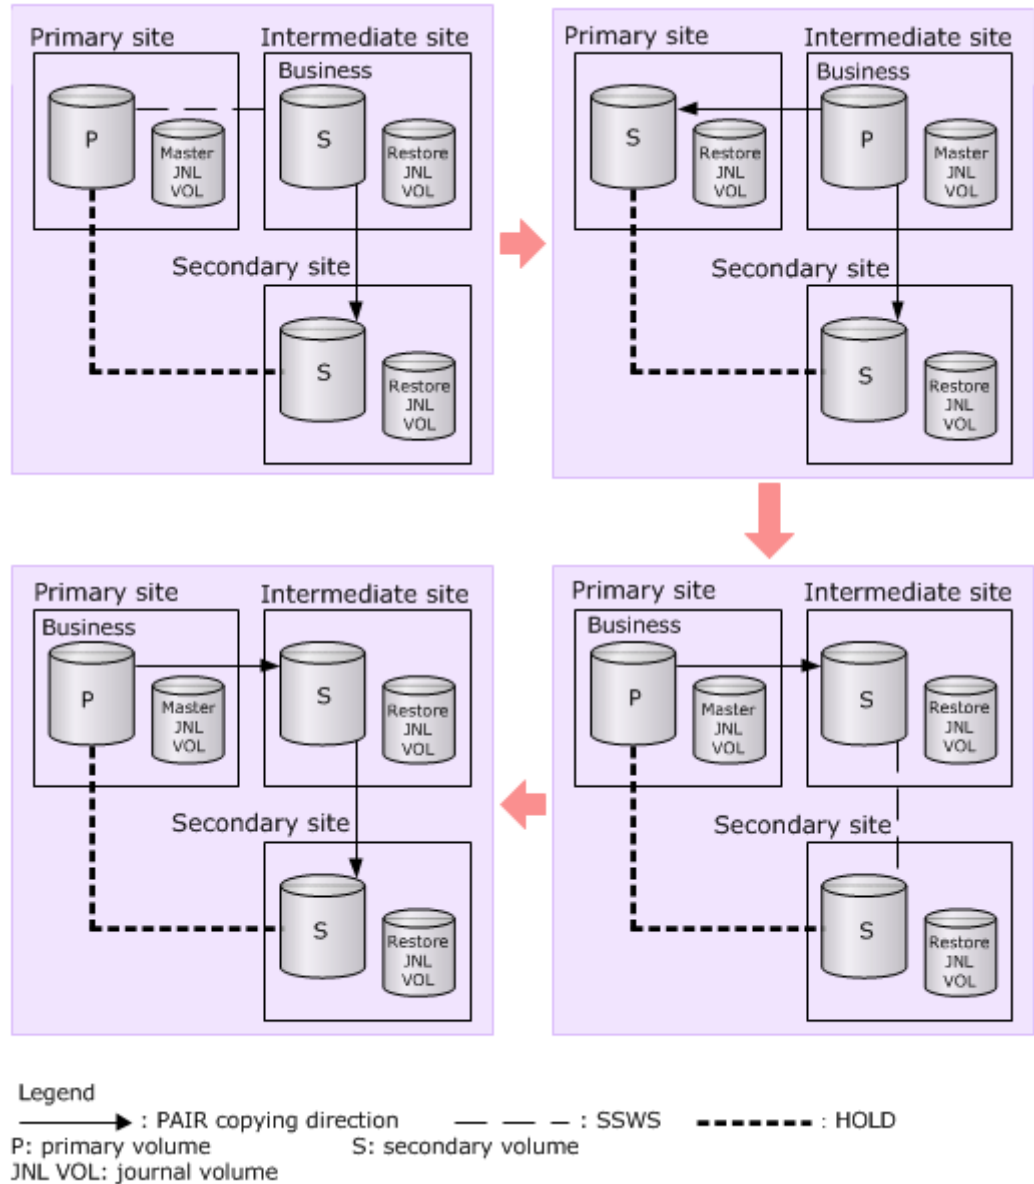 Primary site
Intermediate site
Business
P
Master
JNL
VOL
S
Restore
JNL
VOL
Secondary site
S
Restore
JNL
VOL
Primary site
Intermediate site
Business
S
Restore
JNL
VOL
P
Master
JNL
VOL
Secondary site
S
Restore
JNL
VOL
Primary site
Intermediate site
Business
P
Master
JNL
VOL
S
Restore
JNL
VOL
Secondary site
S
Restore
JNL
VOL
Primary site
Intermediate site
Business
P
Master
JNL
VOL
S
Restore
JNL
VOL
Secondary site
S
Restore
JNL
VOL
Legend
: PAIR copying direction : SSWS : HOLD
P: primary volume S: secondary volume
JNL VOL: journal volume